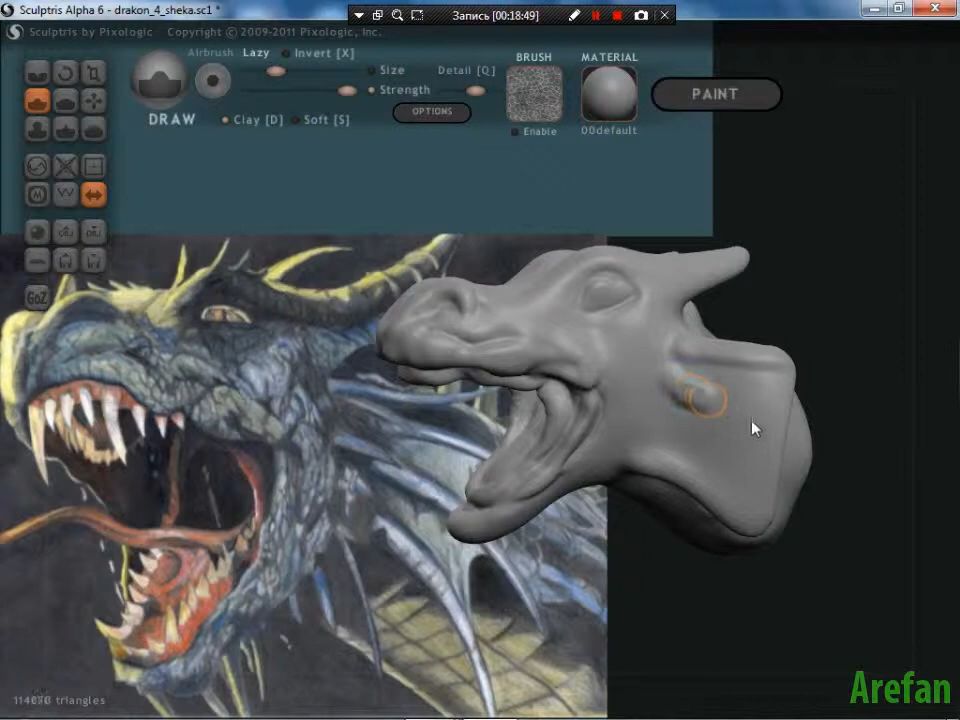 Sculptris Alpha 6 - drakon_4_sheka.sc1 *
Запись [00:18:49]
Sculptris by Pixologic Copyright © 2009-2011 Pixologic, Inc.
Airbrush Lazy Invert [X]
Size
Detail [Q]
Strength
DRAW
Clay [D] Soft [S]
OPTIONS
BRUSH
Enable
MATERIAL
00default
PAINT
GoZ
triangles
Arefan